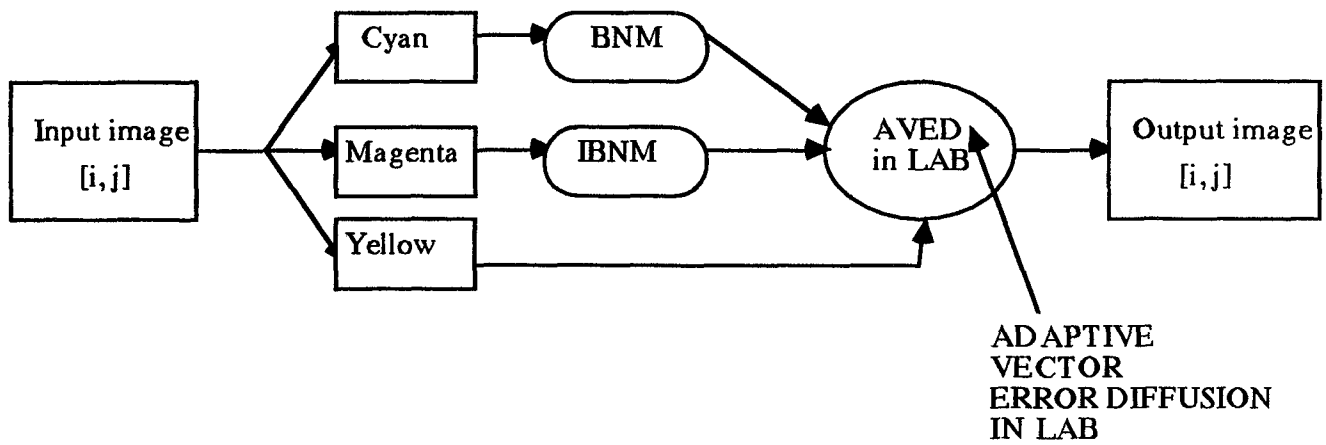 Cyan
BNM
Input image
[i,j]
Magenta
IBNM
AVED
in LAB
Output image
[i,j]
Yellow
ADAPTIVE
VECTOR
ERROR DIFFUSION
IN LAB